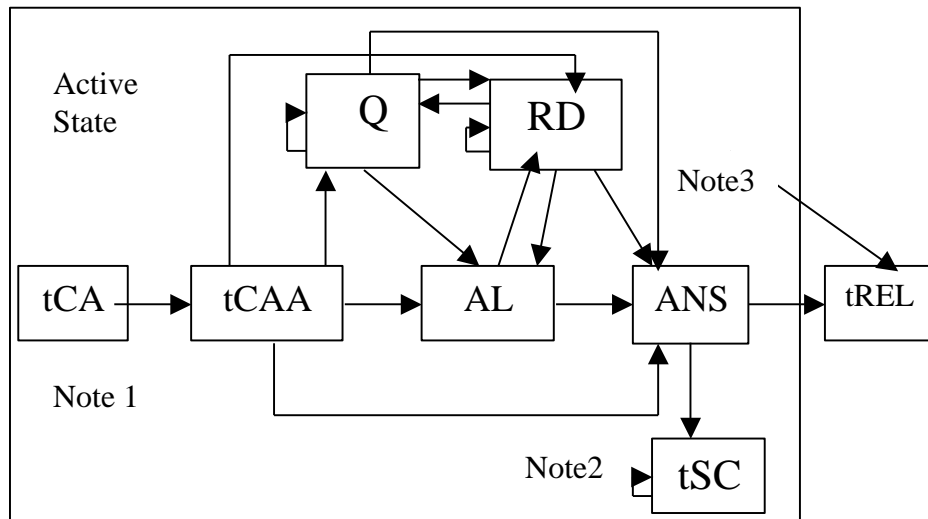 Active
State
Q
RD
Note3
tCA
tCAA
AL
ANS
tREL
Note 1
Note2
tSC